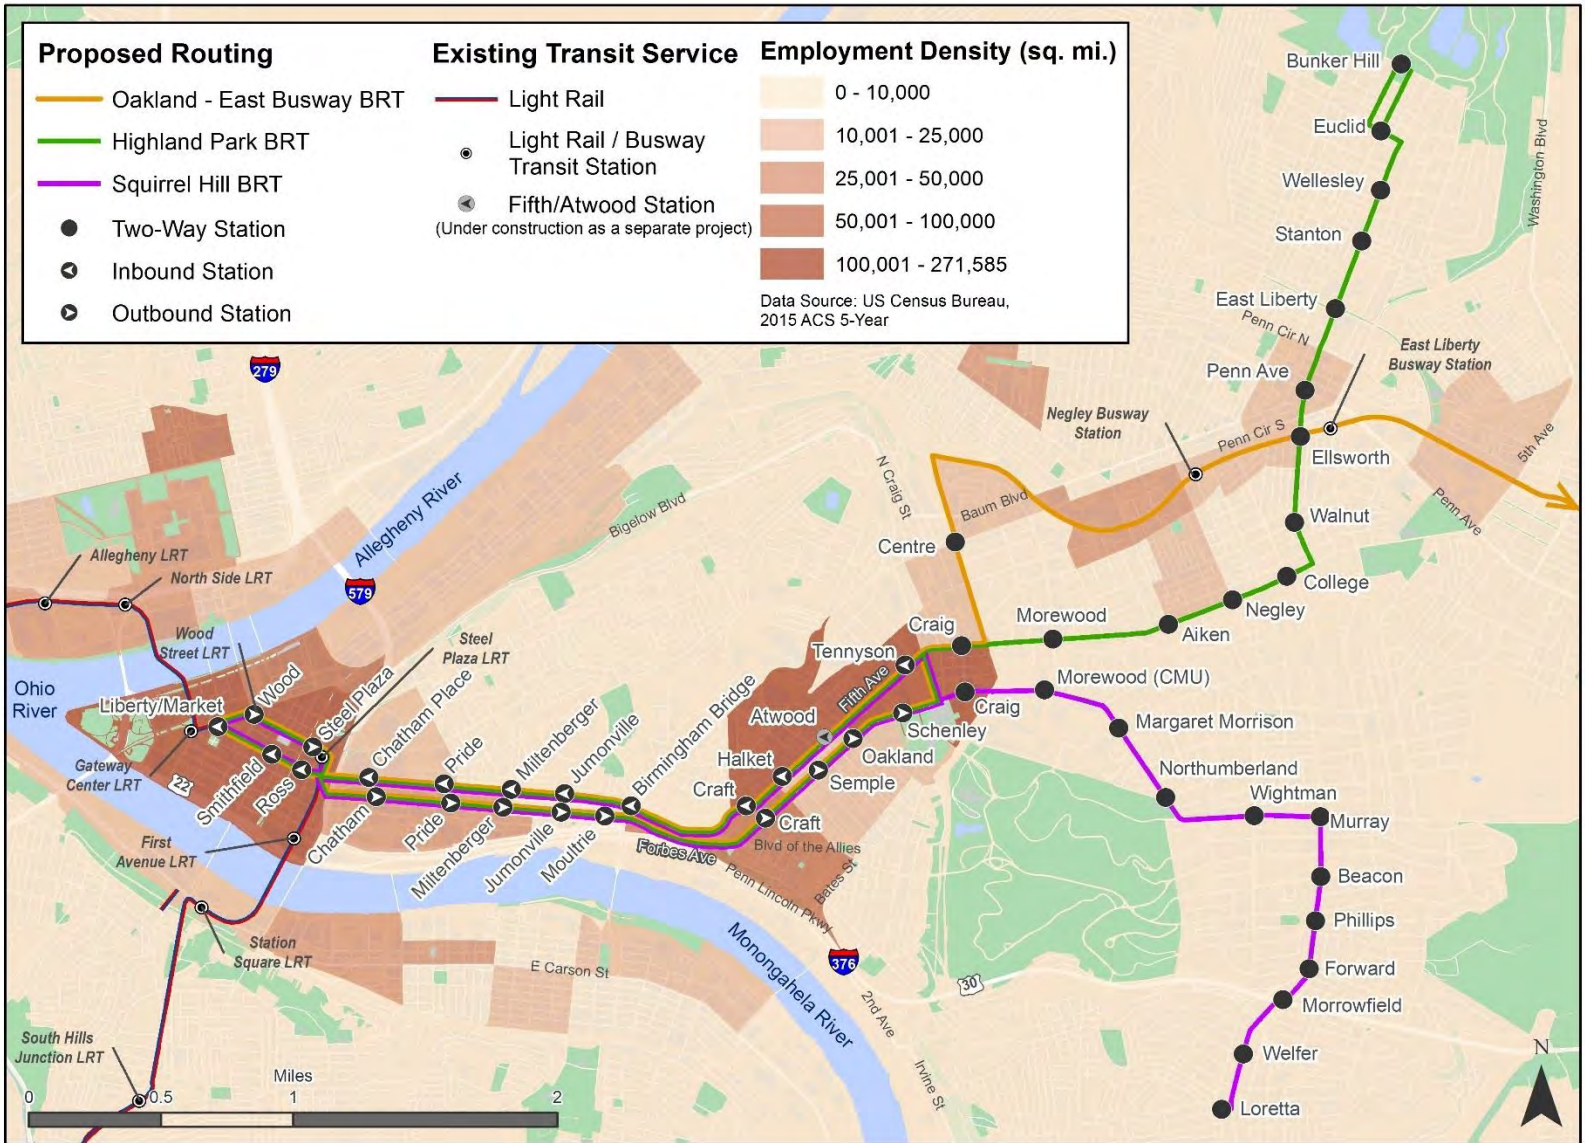 Proposed Routing
Oakland - East Busway BRT
Highland Park BRT
Squirrel Hill BRT
Two-Way Station
Inbound Station
Outbound Station
Existing Transit Service
Light Rail
Light Rail / Busway
Transit Station
Fifth/Atwood Station
(Under construction as a separate project)
Employment Density (sq. mi.)
0 - 10,000
10,001 - 25,000
25,001 - 50,000
50,001 - 100,000
100,001 - 271,585
Data Source: US Census Bureau,
2015 ACS 5-Year
Bunker Hill
Euclid
Washington Blvd
Wellesley
Stanton
East Liberty
Penn Cir N
East Liberty
Busway Station
Penn Ave
279
Negley Busway
Station
Penn Cir S
Ellsworth
5th Ave
N Craig St
Baum Blvd
Penn Ave
Allegheny River
Bigelow Blvd
Walnut
Centre
Allegheny LRT
North Side LRT
579
College
Negley
Morewood
Aiken
Craig
Wood
Street LRT
Steel
Plaza LRT
Tennyson
Fifth Ave
Ohio
River
Liberty/Market
Wood
Steel Plaza
Chatham Place
Pride
Miltenberger
Jumonville
Birmingham Bridge
Atwood
Morewood (CMU)
Craig
Schenley
Margaret Morrison
Oakland
Gateway
Center LRT
22
Smithfield
Ross
Halket
Semple
Craft
Craft
Northumberland
Wightman
Murray
Chatham
Pride
Miltenberger
Jumonville
Moultrie
Forbes Ave
Blvd of the Allies
First
Avenue LRT
Penn Lincoln Pkwy
Bates St
Beacon
Phillips
Station
Square LRT
E Carson St
Monongahela River
376
30
Forward
Morrowfield
2nd Ave
South Hills
Junction LRT
Welfer
Irvine St
N
Miles
0
0.5
1
2
Loretta